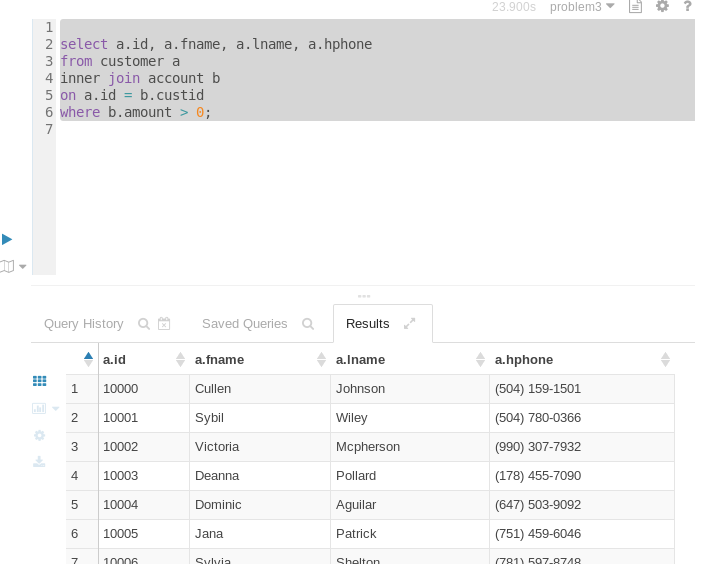 23.900s problem3 ?
1
2 select a.id, a.fname, a.lname, a.hphone
3 from customer a
4 inner join account b
5 on a.id = b.custid
6 where b.amount > 0;
7
Query History Saved Queries Results
a.id a.fname a.lname a.hphone
1 10000 Cullen Johnson (504) 159-1501
2 10001 Sybil Wiley (504) 780-0366
3 10002 Victoria Mcpherson (990) 307-7932
4 10003 Deanna Pollard (178) 455-7090
5 10004 Dominic Aguilar (647) 503-9092
6 10005 Jana Patrick (751) 459-6046
7 10006 Sylvia Shelton (781) 597-8748